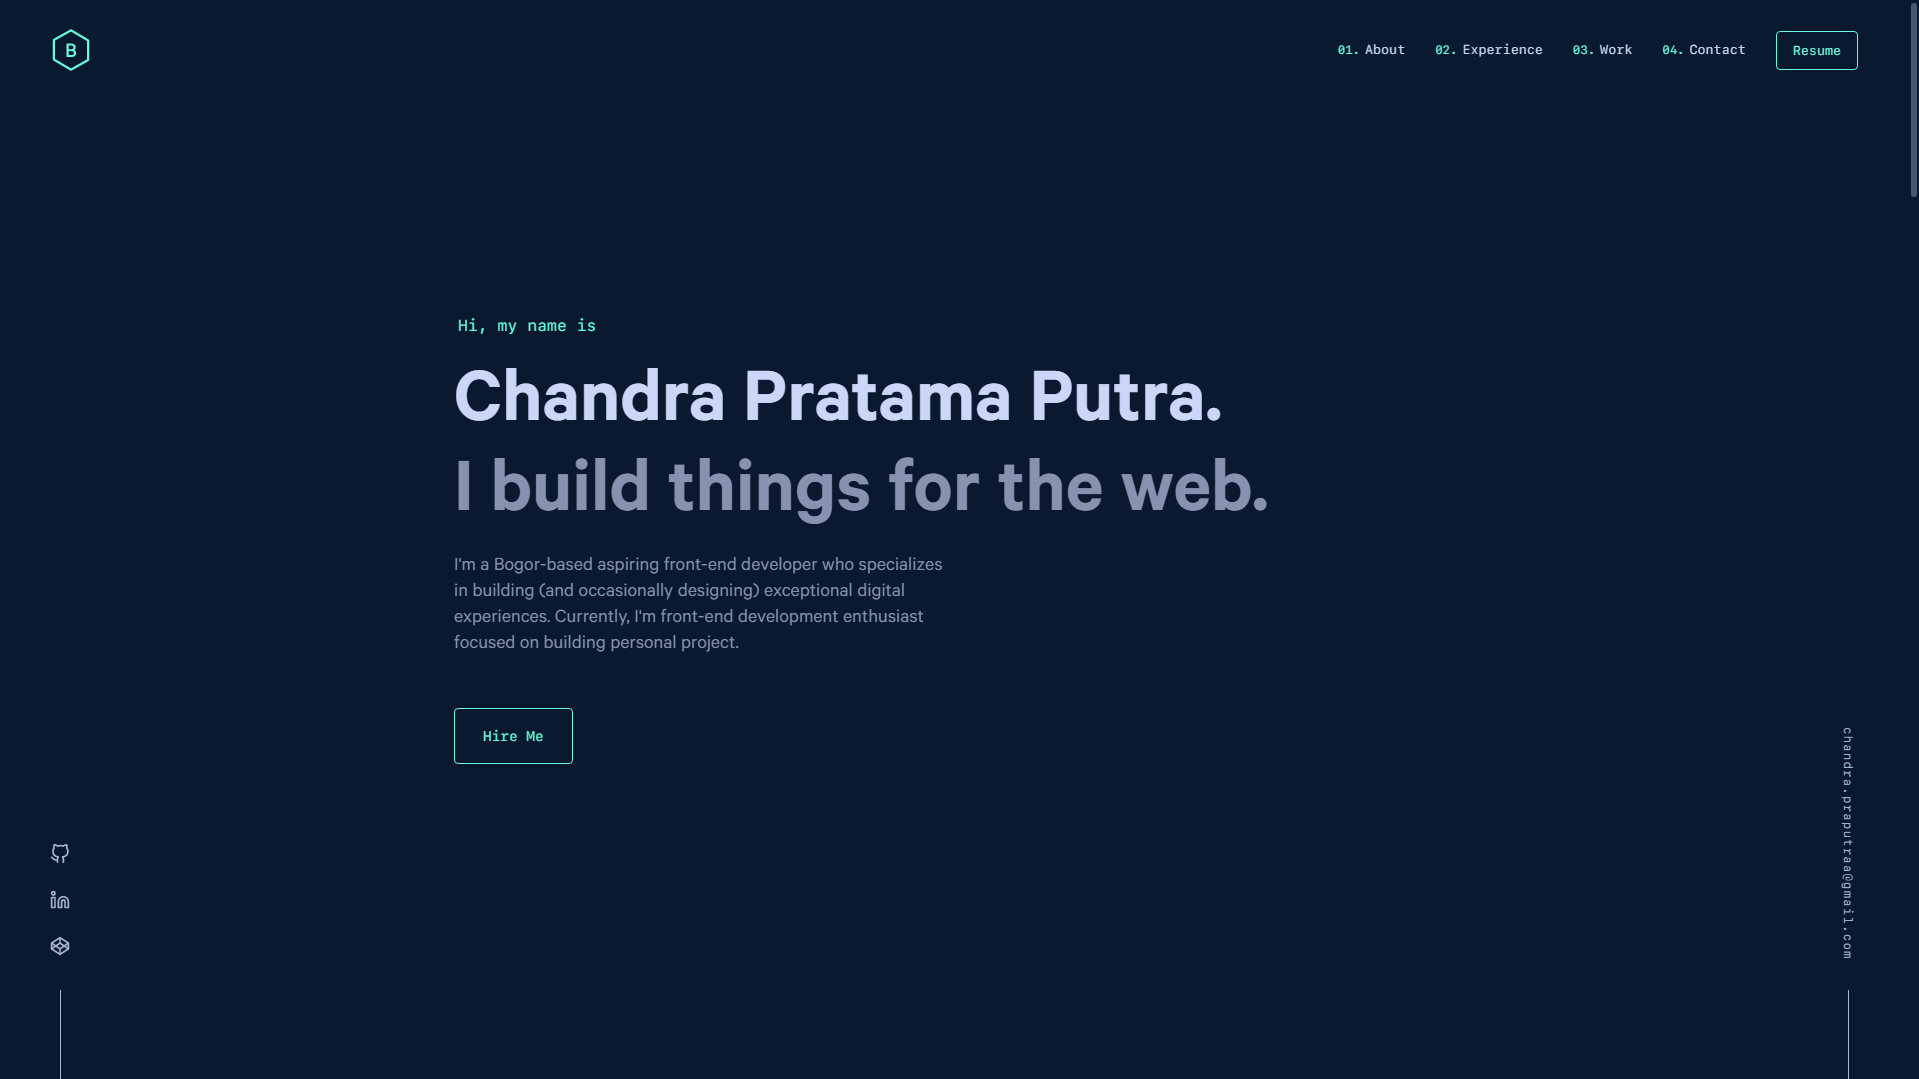 B
01. About
02. Experience
03. Work
04. Contact
Resume
Hi, my name is
Chandra Pratama Putra.
I build things for the web.
I'm a Bogor-based aspiring front-end developer who specializes
in building (and occasionally designing) exceptional digital
experiences. Currently, I'm front-end development enthusiast
focused on building personal project.
Hire Me
chandra.praputraa@gmail.com